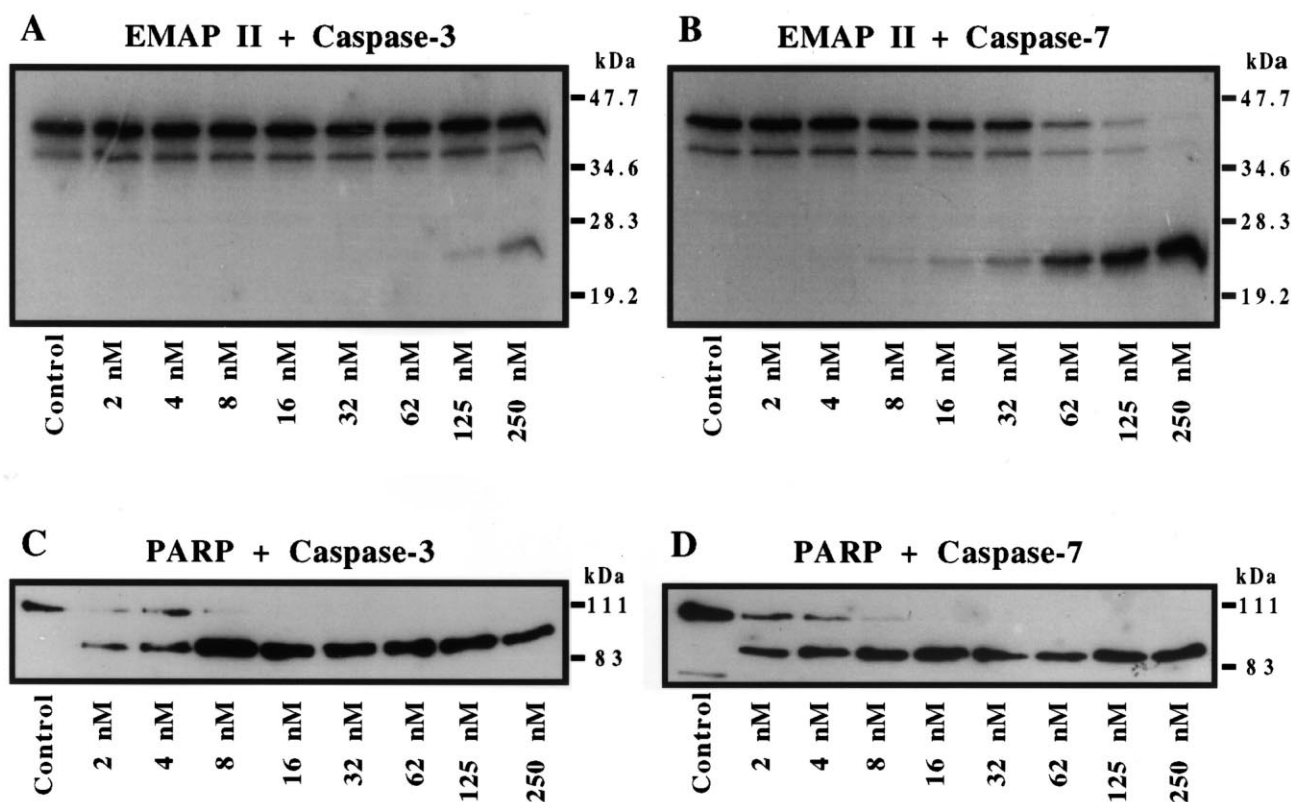 A
EMAP II + Caspase-3
kDa
47.7
34.6
28.3
19.2
Control
2 nM
4 nM
8 nM
16 nM
32 nM
62 nM
125 nM
250 nM
B
EMAP II + Caspase-7
kDa
47.7
34.6
28.3
19.2
Control
2 nM
4 nM
8 nM
16 nM
32 nM
62 nM
125 nM
250 nM
C
PARP + Caspase-3
kDa
111
83
Control
2 nM
4 nM
8 nM
16 nM
32 nM
62 nM
125 nM
250 nM
D
PARP + Caspase-7
kDa
111
83
Control
2 nM
4 nM
8 nM
16 nM
32 nM
62 nM
125 nM
250 nM